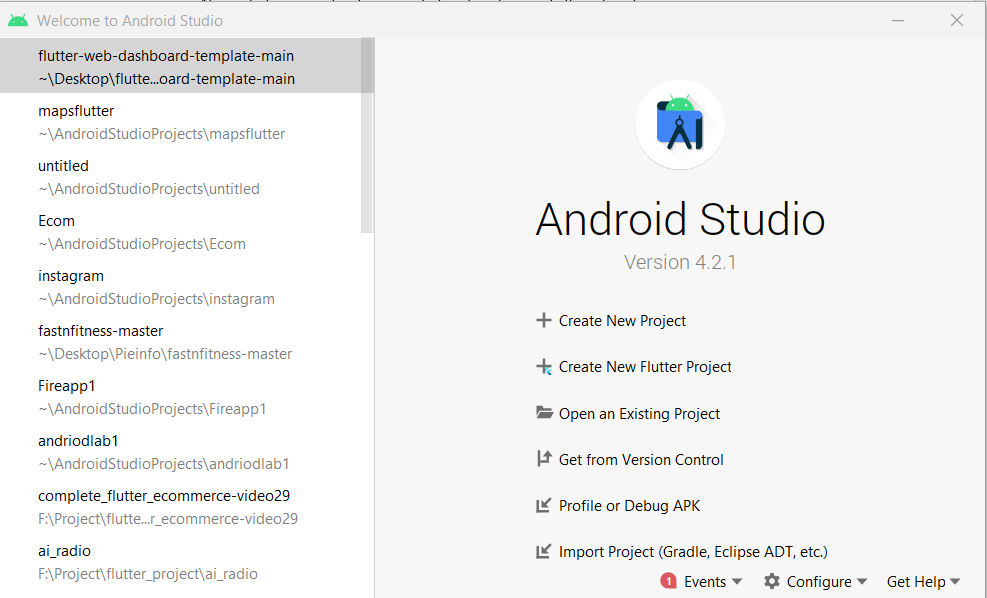 Welcome to Android Studio
flutter-web-dashboard-template-main
~\Desktop\flutte...oard-template-main
mapsflutter
~\AndroidStudioProjects\mapsflutter
untitled
~\AndroidStudioProjects\untitled
Ecom
~\AndroidStudioProjects\Ecom
instagram
~\AndroidStudioProjects\instagram
fastnfitness-master
~\Desktop\Pieinfo\fastnfitness-master
Fireapp1
~\AndroidStudioProjects\Fireapp1
andriodlab1
~\AndroidStudioProjects\andriodlab1
complete_flutter_ecommerce-video29
F:\Project\flutte...r_ecommerce-video29
ai_radio
F:\Project\flutter_project\ai_radio
Android Studio
Version 4.2.1
Create New Project
Create New Flutter Project
Open an Existing Project
Get from Version Control
Profile or Debug APK
Import Project (Gradle, Eclipse ADT, etc.)
1 Events Configure Get Help